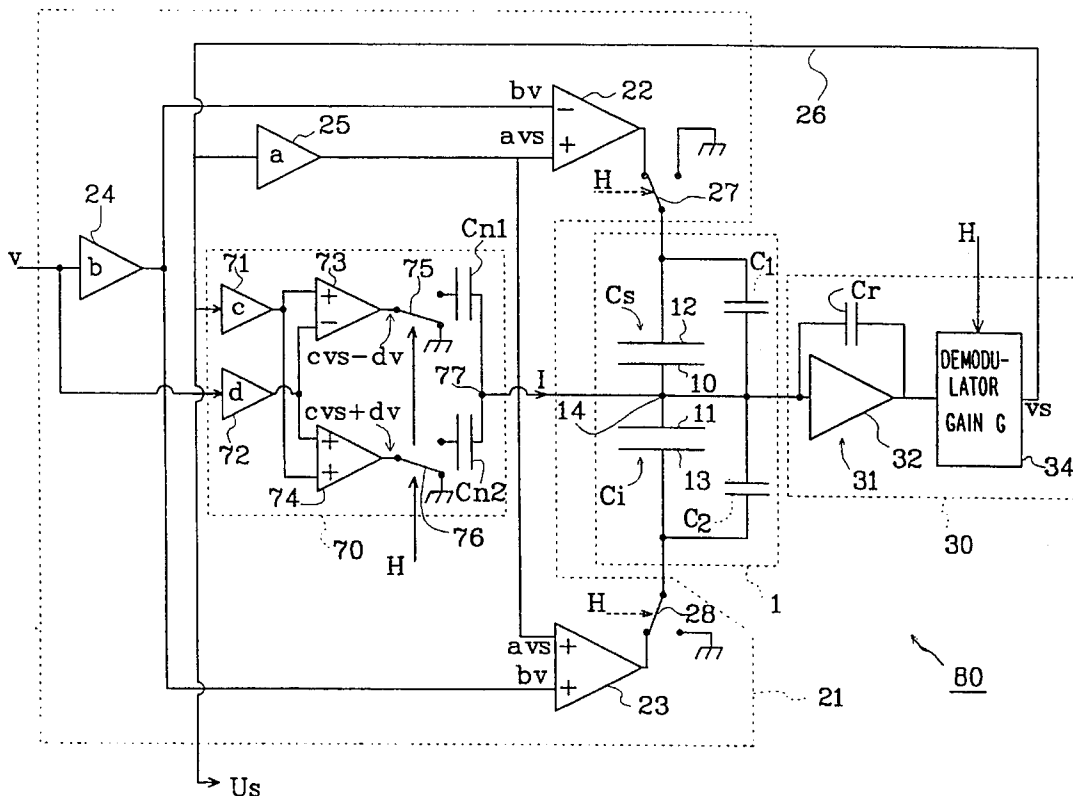 bv
22
26
25
avs
a
H
27
24
Cn1
H
v
b
71
73
75
C1
Cr
c
Cs
12
DEMODU-
LATOR
GAIN G
cvs-dv
10
77
I
d
14
11
vs
cvs+dv
72
32
13
31
34
Cn2
Ci
C2
74
76
70
30
H
1
H
28
avs
bv
21
80
23
Us